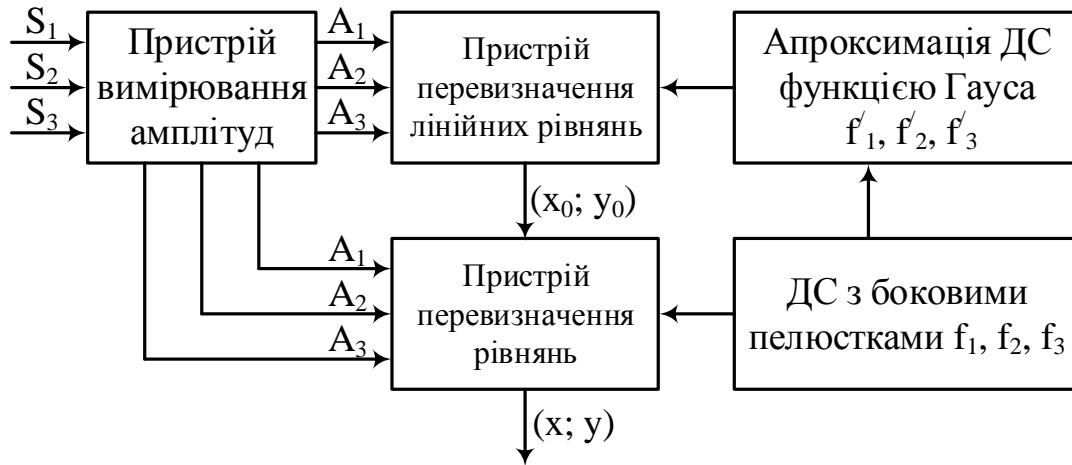 S₁
S₂
S₃
Пристрій
вимірювання
амплітуд
A₁
A₂
A₃
Пристрій
перевизначення
лінійних рівнянь
Апроксимація ДС
функцією Гауса
f′₁, f′₂, f′₃
(x₀; y₀)
A₁
A₂
A₃
Пристрій
перевизначення
рівнянь
ДС з боковими
пелюстками f₁, f₂, f₃
(x; y)